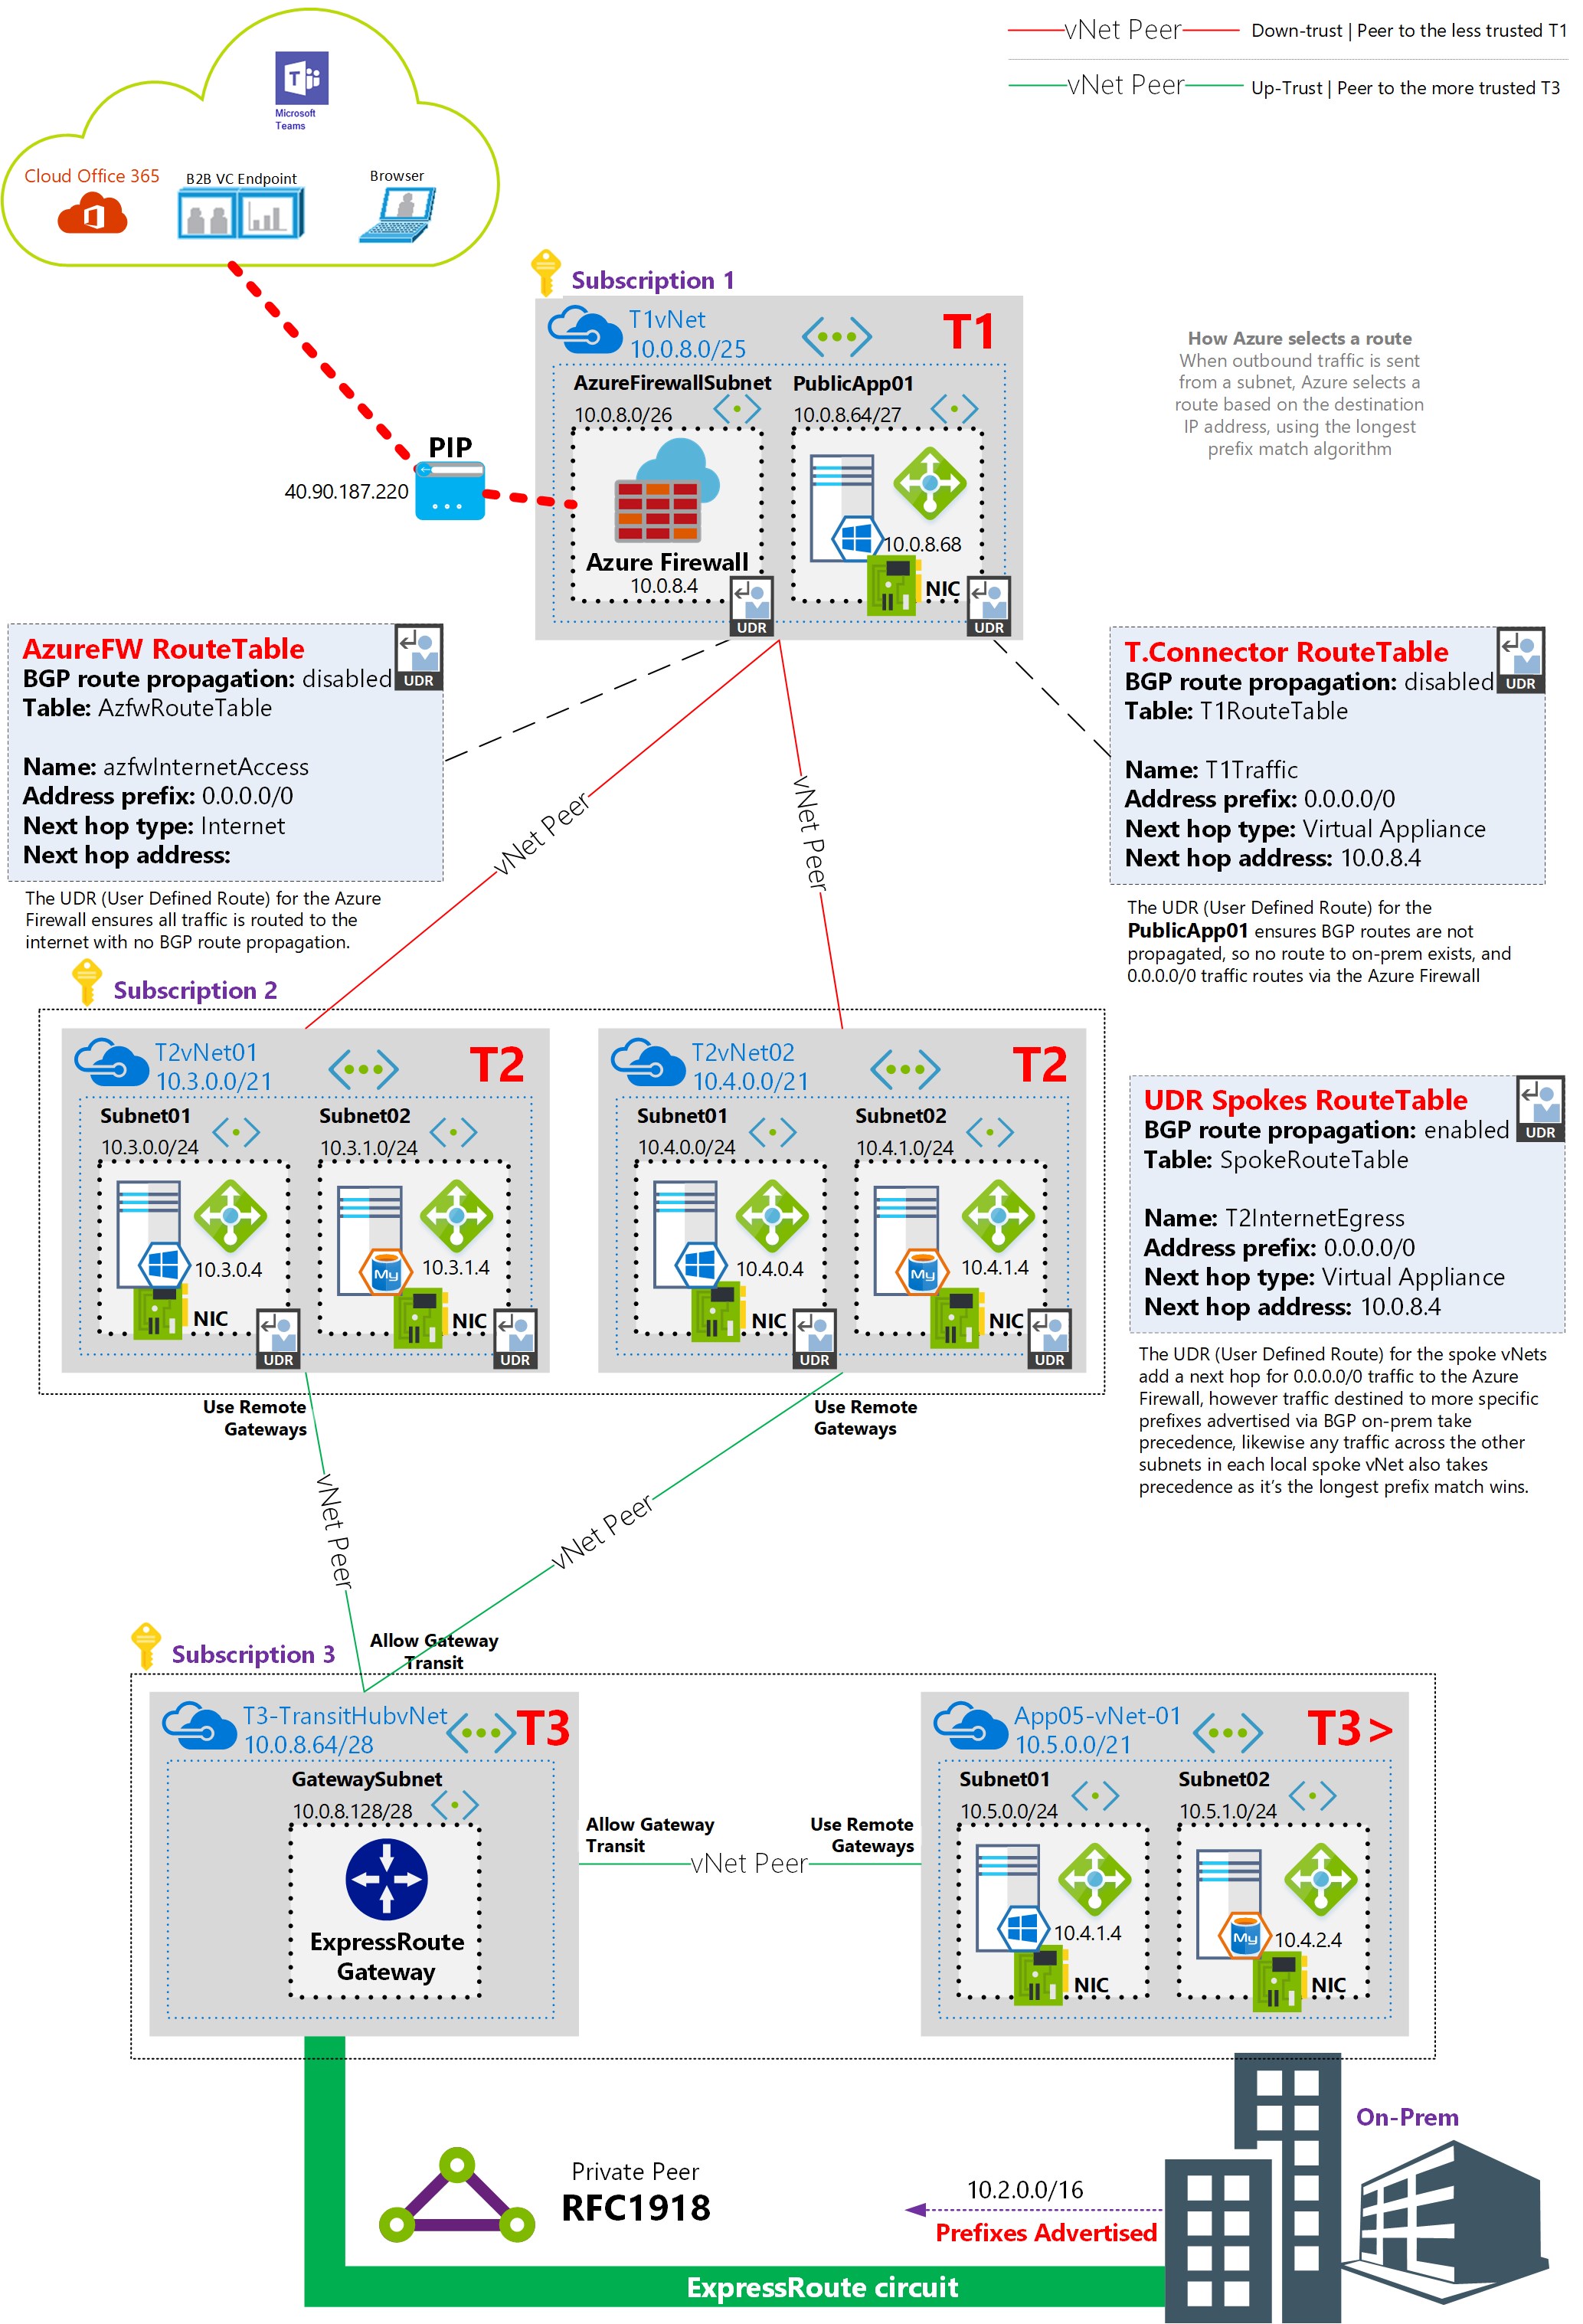 vNet Peer
Down-trust | Peer to the less trusted T1
vNet Peer
Up-Trust | Peer to the more trusted T3
Microsoft
Teams
Cloud Office 365
B2B VC Endpoint
Browser
Subscription 1
T1vNet
10.0.8.0/25
T1
AzureFirewallSubnet
10.0.8.0/26
PublicApp01
10.0.8.64/27
How Azure selects a route
When outbound traffic is sent
from a subnet, Azure selects a
route based on the destination
IP address, using the longest
prefix match algorithm
PIP
40.90.187.220
Azure Firewall
10.0.8.4
UDR
10.0.8.68
NIC
UDR
AzureFW RouteTable
BGP route propagation: disabled
Table: AzfwRouteTable
UDR
Name: azfwInternetAccess
Address prefix: 0.0.0.0/0
Next hop type: Internet
Next hop address:
The UDR (User Defined Route) for the Azure
Firewall ensures all traffic is routed to the
internet with no BGP route propagation.
T.Connector RouteTable
BGP route propagation: disabled
Table: T1RouteTable
UDR
Name: T1Traffic
Address prefix: 0.0.0.0/0
Next hop type: Virtual Appliance
Next hop address: 10.0.8.4
The UDR (User Defined Route) for the
PublicApp01 ensures BGP routes are not
propagated, so no route to on-prem exists, and
0.0.0.0/0 traffic routes via the Azure Firewall
vNet Peer
vNet Peer
Subscription 2
T2vNet01
10.3.0.0/21
T2
Subnet01
10.3.0.0/24
Subnet02
10.3.1.0/24
10.3.0.4
NIC
UDR
My
10.3.1.4
NIC
UDR
T2vNet02
10.4.0.0/21
T2
Subnet01
10.4.0.0/24
Subnet02
10.4.1.0/24
10.4.0.4
NIC
UDR
My
10.4.1.4
NIC
UDR
UDR Spokes RouteTable
BGP route propagation: enabled
Table: SpokeRouteTable
UDR
Name: T2InternetEgress
Address prefix: 0.0.0.0/0
Next hop type: Virtual Appliance
Next hop address: 10.0.8.4
The UDR (User Defined Route) for the spoke vNets
add a next hop for 0.0.0.0/0 traffic to the Azure
Firewall, however traffic destined to more specific
prefixes advertised via BGP on-prem take
precedence, likewise any traffic across the other
subnets in each local spoke vNet also takes
precedence as it's the longest prefix match wins.
Use Remote
Gateways
Use Remote
Gateways
vNet Peer
vNet Peer
Allow Gateway
Transit
Subscription 3
T3-TransitHubvNet
10.0.8.64/28
T3
GatewaySubnet
10.0.8.128/28
ExpressRoute
Gateway
Allow Gateway
Transit
Use Remote
Gateways
vNet Peer
App05-vNet-01
10.5.0.0/21
T3>
Subnet01
10.5.0.0/24
Subnet02
10.5.1.0/24
10.4.1.4
NIC
My
10.4.2.4
NIC
On-Prem
Private Peer
RFC1918
10.2.0.0/16
Prefixes Advertised
ExpressRoute circuit